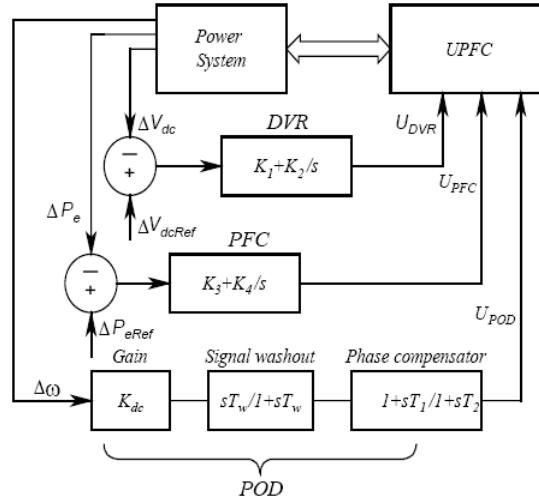 Power
System
UPFC
ΔV_dc
DVR
U_DVR
−
+
K_1+K_2/s
U_PFC
ΔP_e
ΔV_dcRef
PFC
−
+
K_3+K_4/s
U_POD
ΔP_eRef
Gain
Signal washout
Phase compensator
Δω
K_dc
sT_w/1+sT_w
1+sT_1/1+sT_2
POD